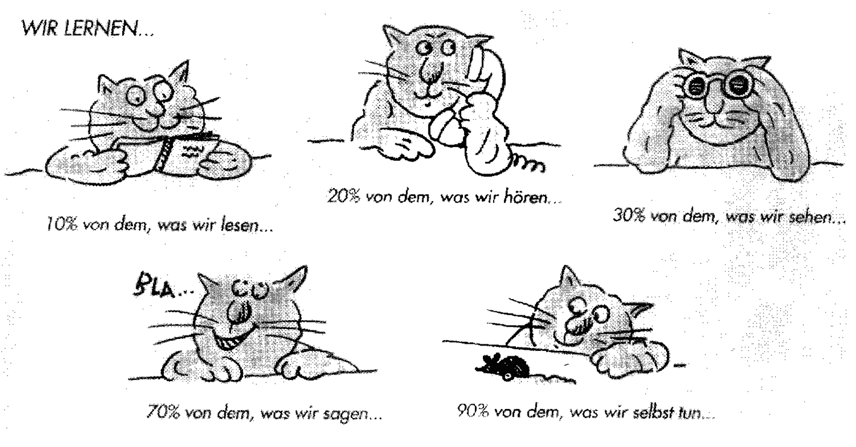 WIR LERNEN...
10% von dem, was wir lesen...
20% von dem, was wir hören...
30% von dem, was wir sehen...
BLA...
70% von dem, was wir sagen...
90% von dem, was wir selbst tun...